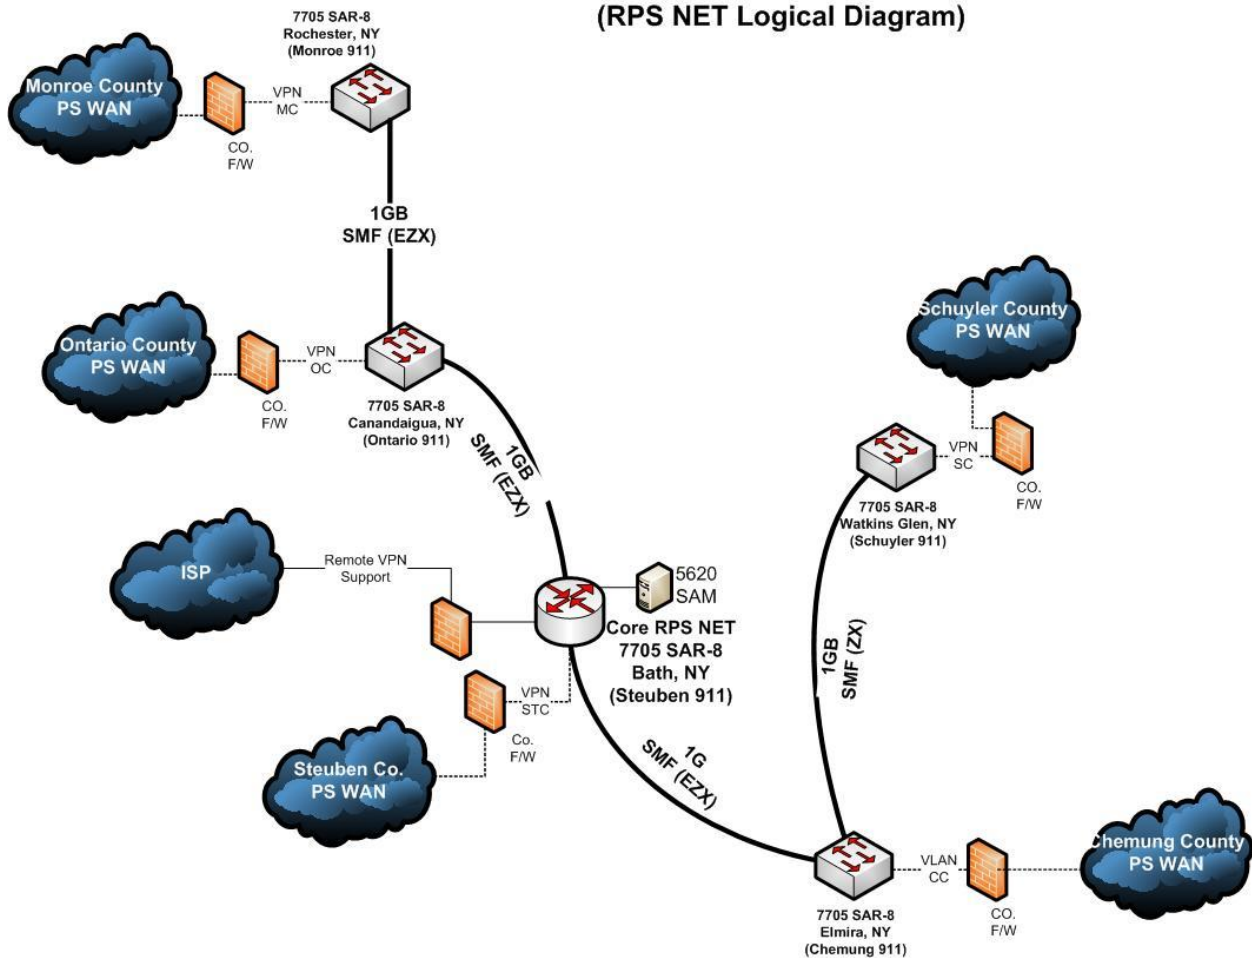 (RPS NET Logical Diagram)
7705 SAR-8
Rochester, NY
(Monroe 911)
Monroe County
PS WAN
VPN
MC
CO.
F/W
1GB
SMF (EZX)
Ontario County
PS WAN
VPN
OC
CO.
F/W
7705 SAR-8
Canandaigua, NY
(Ontario 911)
1GB
SMF (EZX)
Schuyler County
PS WAN
VPN
SC
CO.
F/W
7705 SAR-8
Watkins Glen, NY
(Schuyler 911)
ISP
Remote VPN
Support
5620
SAM
Core RPS NET
7705 SAR-8
Bath, NY
(Steuben 911)
VPN
STC
Co.
F/W
Steuben Co.
PS WAN
1GB
SMF (ZX)
1G
SMF (EZX)
VLAN
CC
CO.
F/W
Chemung County
PS WAN
7705 SAR-8
Elmira, NY
(Chemung 911)